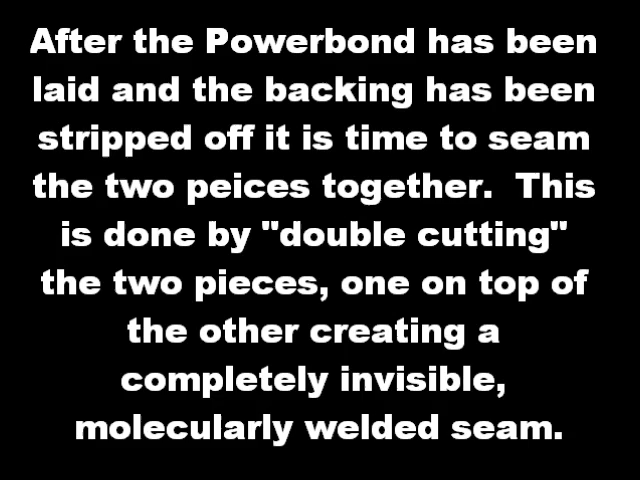 After the Powerbond has been
laid and the backing has been
stripped off it is time to seam
the two peices together.  This
is done by "double cutting"
the two pieces, one on top of
the other creating a
completely invisible,
molecularly welded seam.